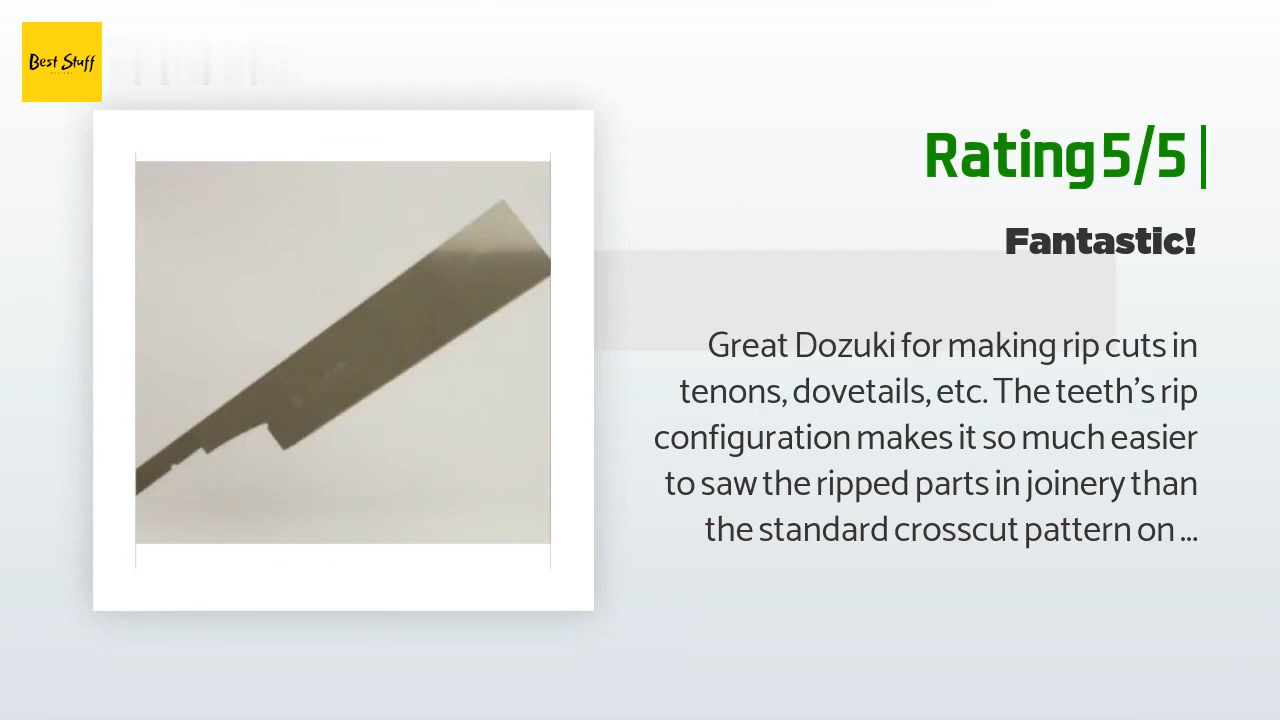 Best Stuff
Rating 5/5 |
Fantastic!
Great Dozuki for making rip cuts in
tenons, dovetails, etc. The teeth's rip
configuration makes it so much easier
to saw the ripped parts in joinery than
the standard crosscut pattern on ...